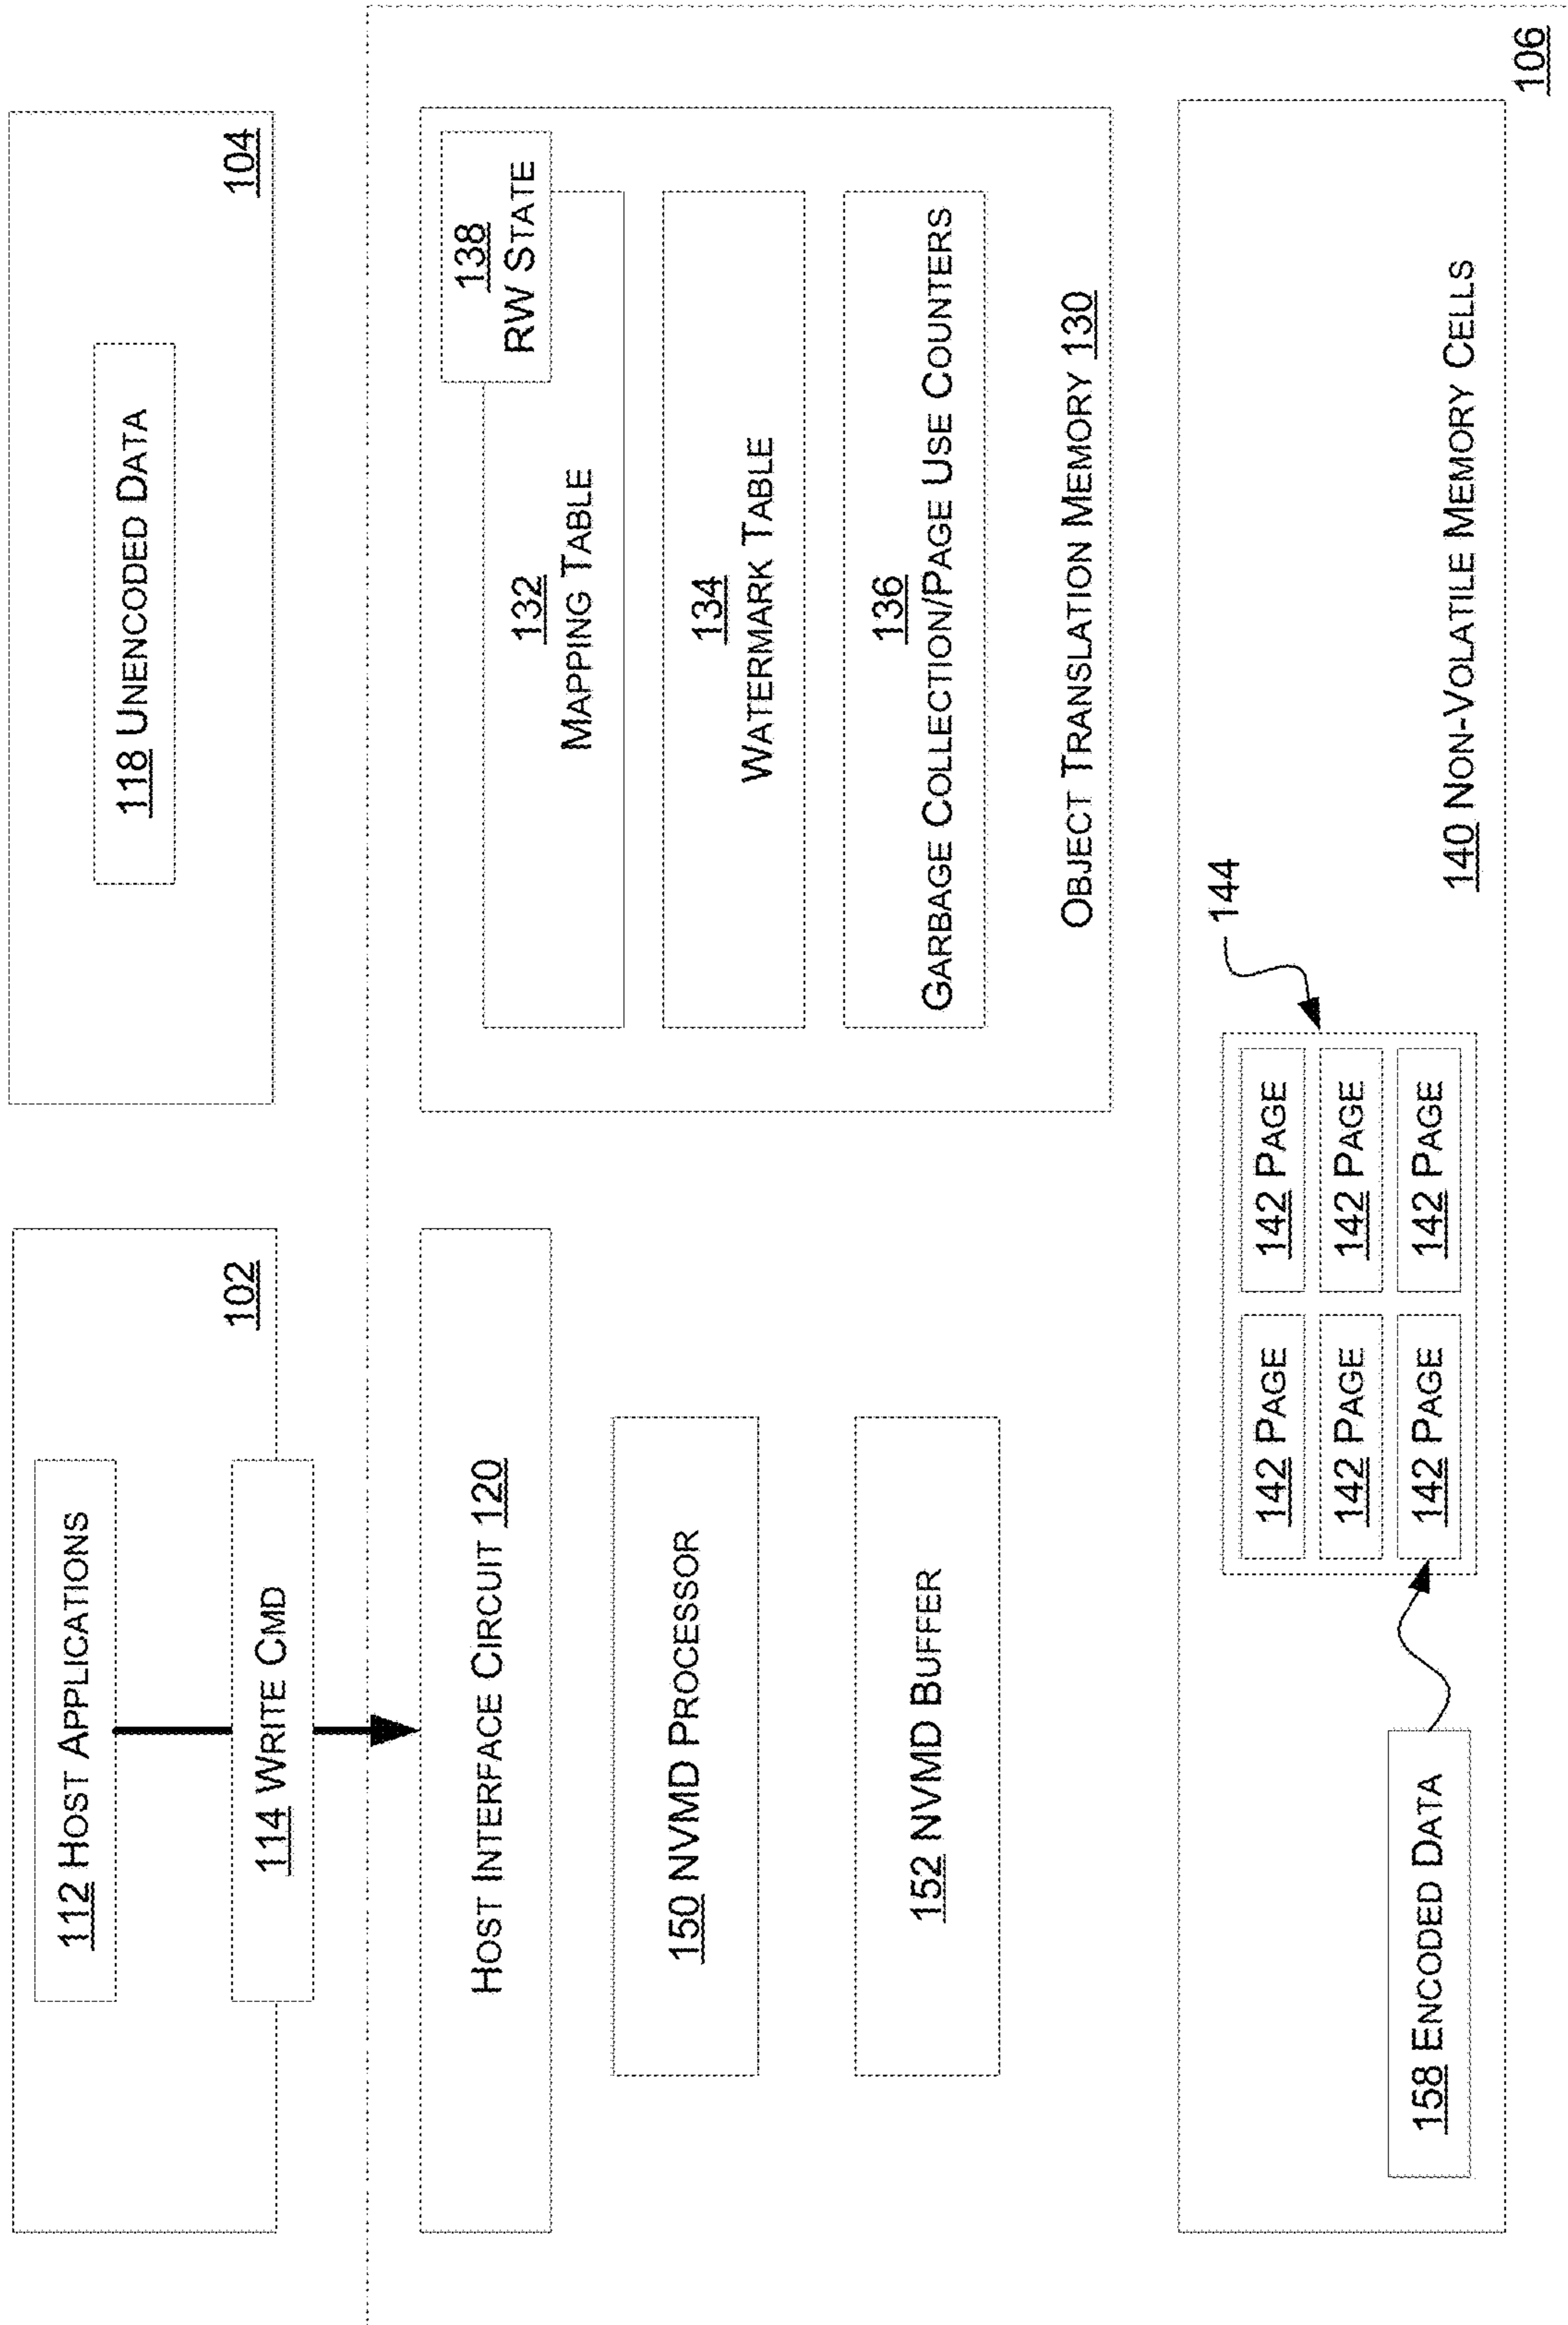 112 HOST APPLICATIONS
114 WRITE CMD
102
118 UNENCODED DATA
104
HOST INTERFACE CIRCUIT 120
150 NVMD PROCESSOR
152 NVMD BUFFER
138
RW STATE
132
MAPPING TABLE
134
WATERMARK TABLE
136
GARBAGE COLLECTION/PAGE USE COUNTERS
OBJECT TRANSLATION MEMORY 130
144
142 PAGE
142 PAGE
142 PAGE
142 PAGE
142 PAGE
142 PAGE
158 ENCODED DATA
140 NON-VOLATILE MEMORY CELLS
106